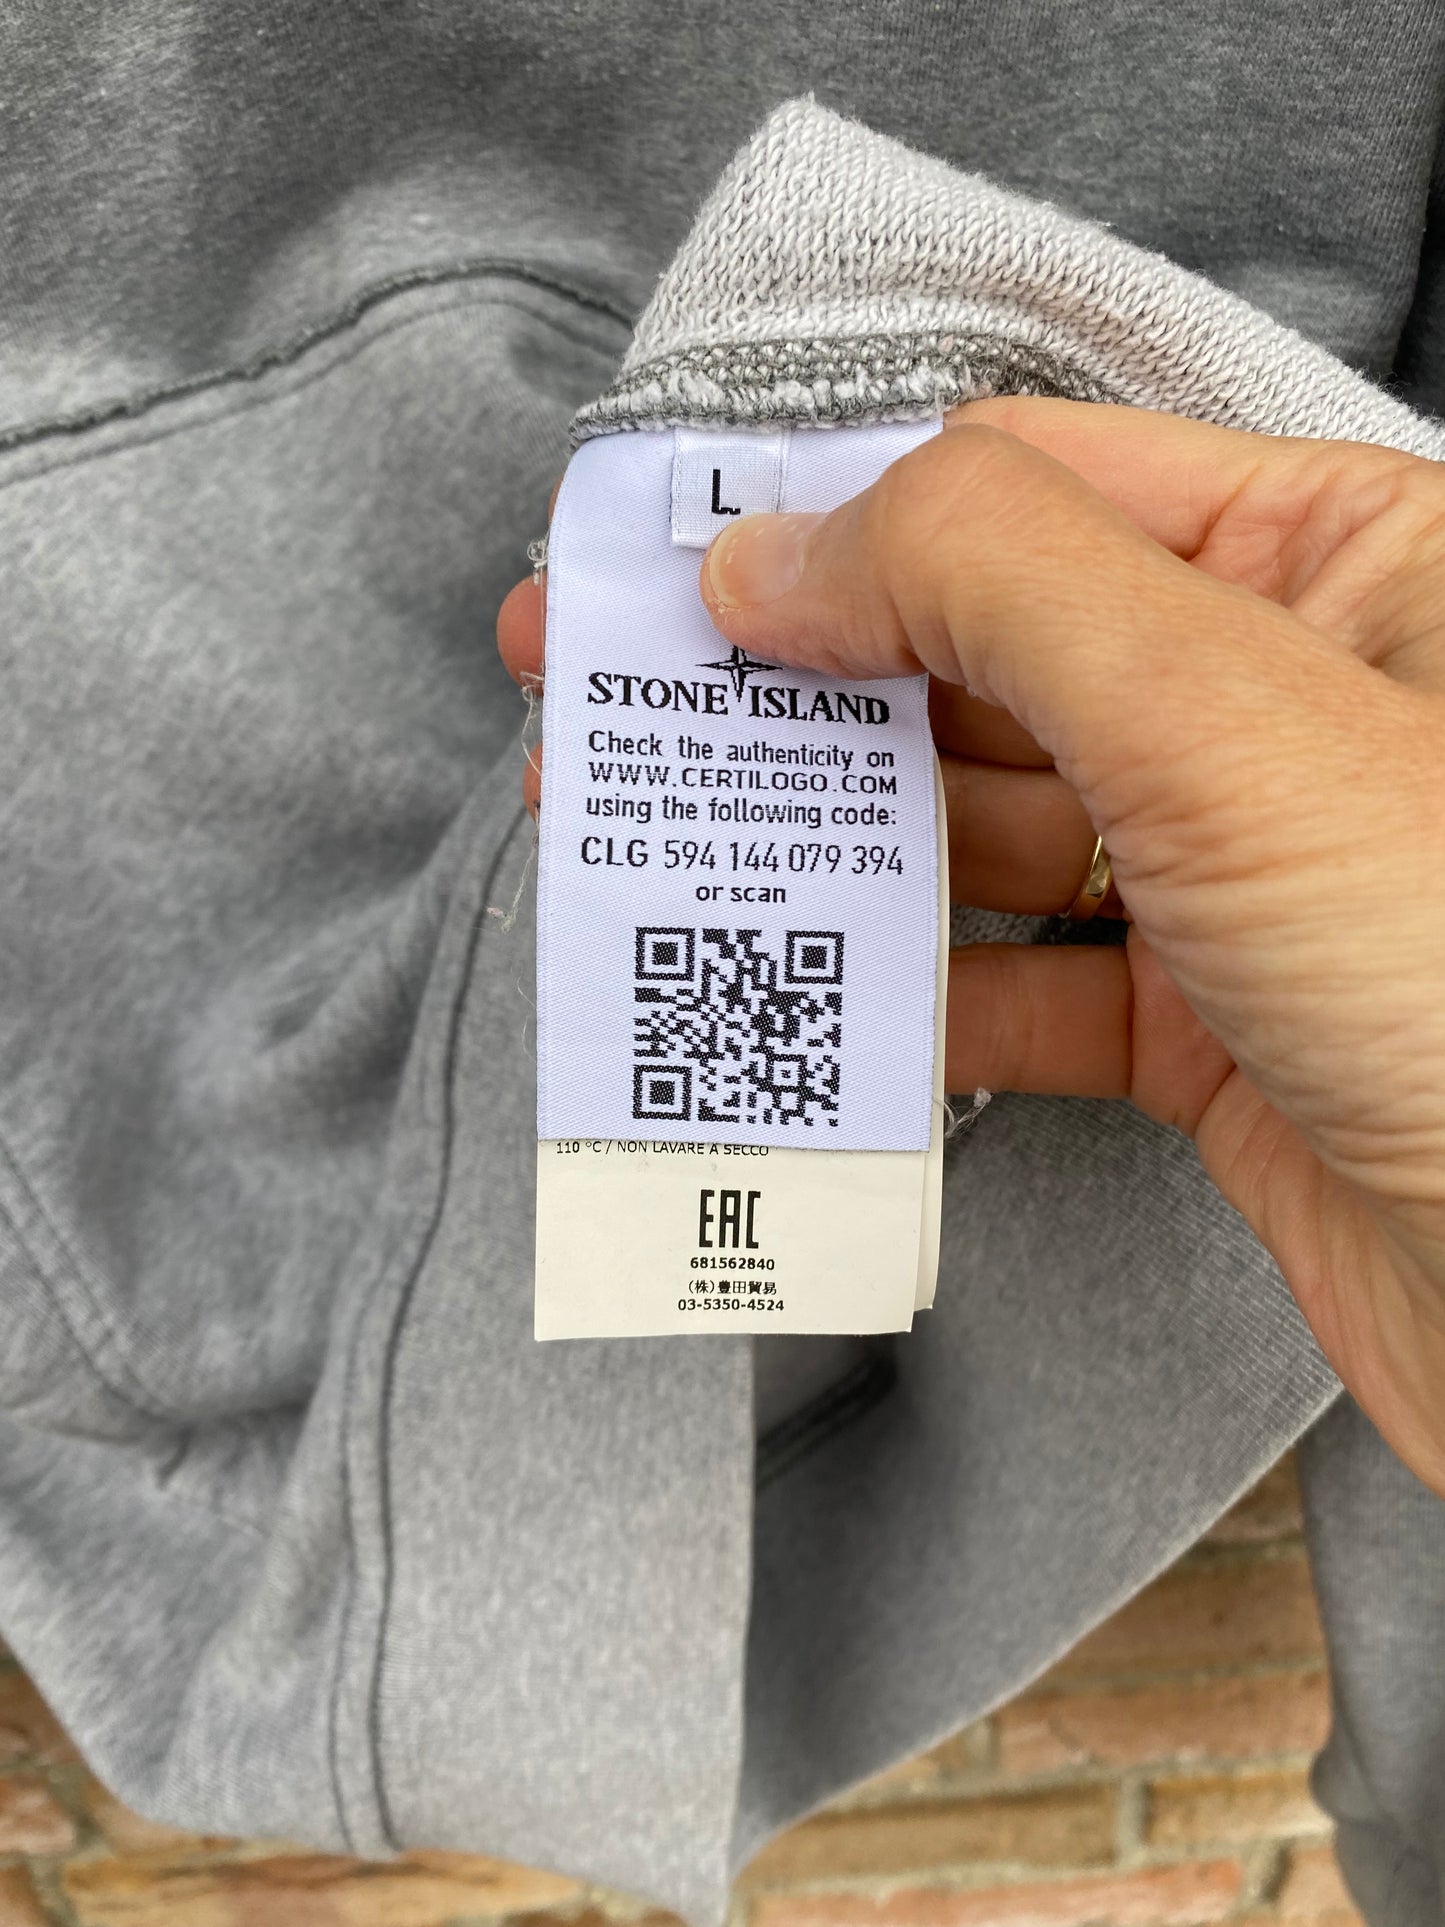 L
STONE ISLAND
Check the authenticity on
WWW.CERTILOGO.COM
using the following code:
CLG 594 144 079 394
or scan
110 °C / NON LAVARE A SECCO
EAC
681562840
(株)豊田貿易
03-5350-4524